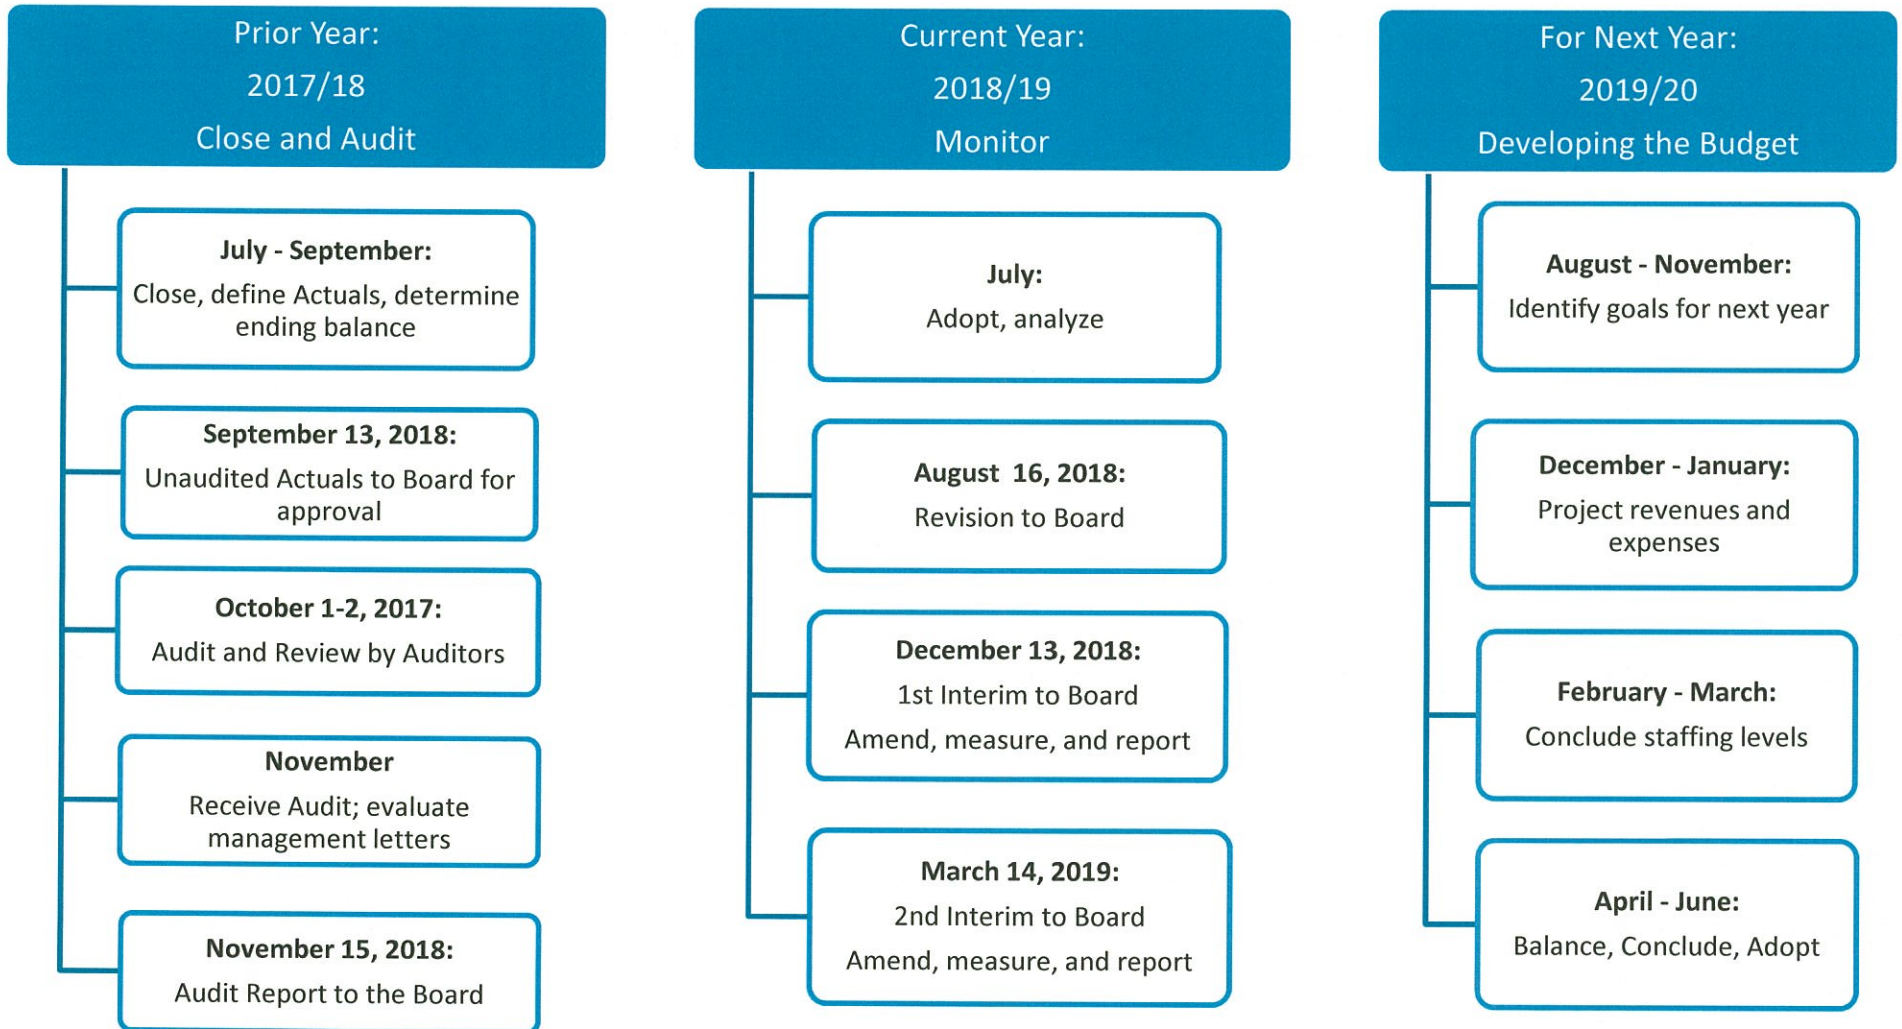 Prior Year:
2017/18
Close and Audit
July - September:
Close, define Actuals, determine
ending balance
September 13, 2018:
Unaudited Actuals to Board for
approval
October 1-2, 2017:
Audit and Review by Auditors
November
Receive Audit; evaluate
management letters
November 15, 2018:
Audit Report to the Board
Current Year:
2018/19
Monitor
July:
Adopt, analyze
August 16, 2018:
Revision to Board
December 13, 2018:
1st Interim to Board
Amend, measure, and report
March 14, 2019:
2nd Interim to Board
Amend, measure, and report
For Next Year:
2019/20
Developing the Budget
August - November:
Identify goals for next year
December - January:
Project revenues and
expenses
February - March:
Conclude staffing levels
April - June:
Balance, Conclude, Adopt